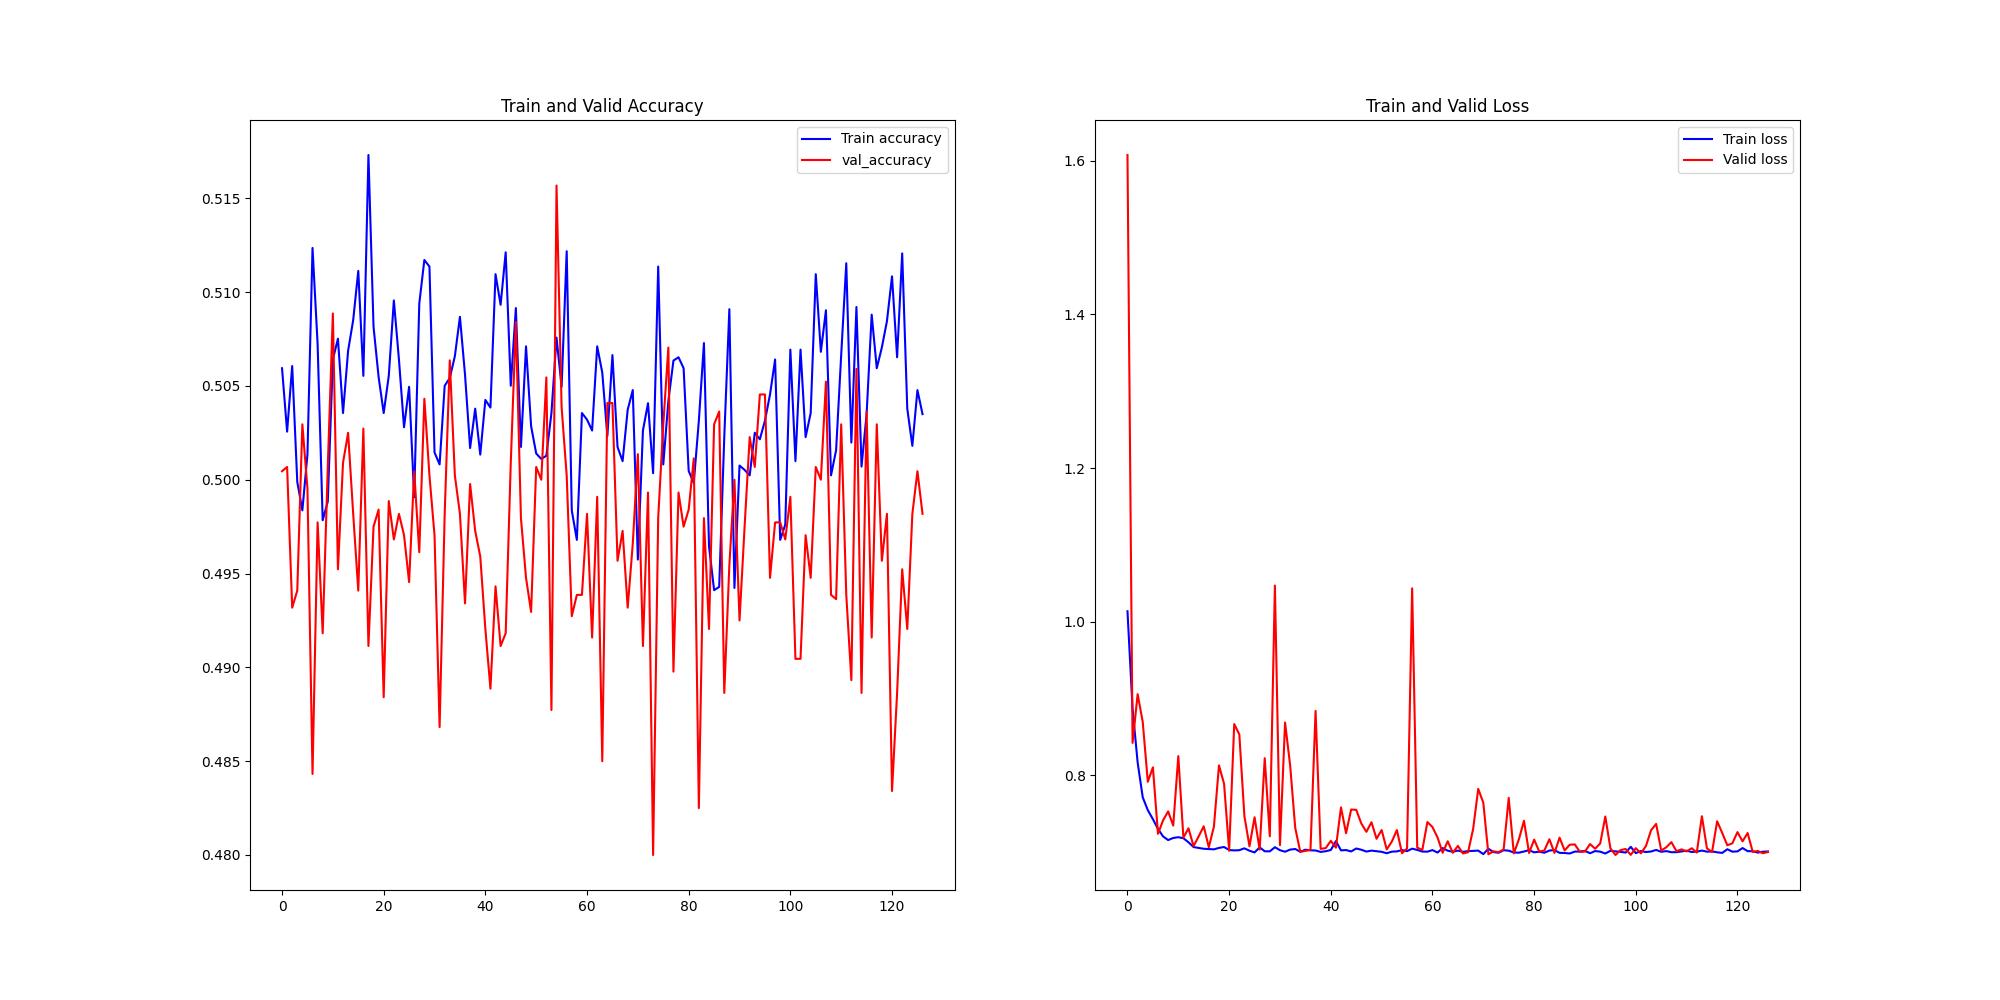 Train and Valid Accuracy
Train accuracy
val_accuracy
0.515
0.510
0.505
0.500
0.495
0.490
0.485
0.480
0 20 40 60 80 100 120
Train and Valid Loss
Train loss
Valid loss
1.6
1.4
1.2
1.0
0.8
0 20 40 60 80 100 120